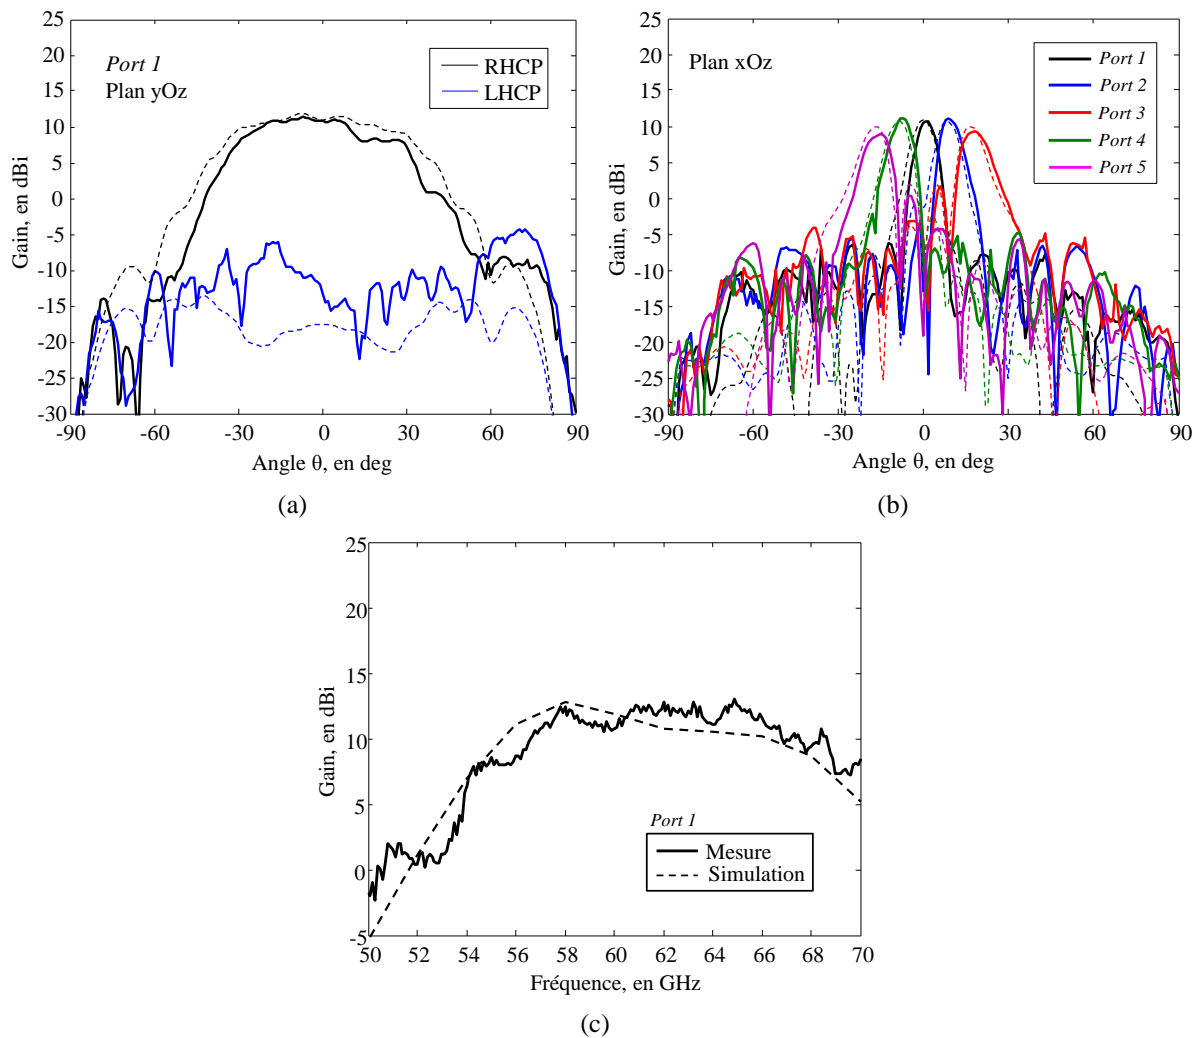 25
20
15
10
5
0
-5
-10
-15
-20
-25
-30
-90
-60
-30
0
30
60
90
Gain, en dBi
Angle θ, en deg
Port 1
Plan yOz
RHCP
LHCP
(a)
25
20
15
10
5
0
-5
-10
-15
-20
-25
-30
-90
-60
-30
0
30
60
90
Gain, en dBi
Angle θ, en deg
Plan xOz
Port 1
Port 2
Port 3
Port 4
Port 5
(b)
25
20
15
10
5
0
-5
50
52
54
56
58
60
62
64
66
68
70
Gain, en dBi
Fréquence, en GHz
Port 1
Mesure
Simulation
(c)